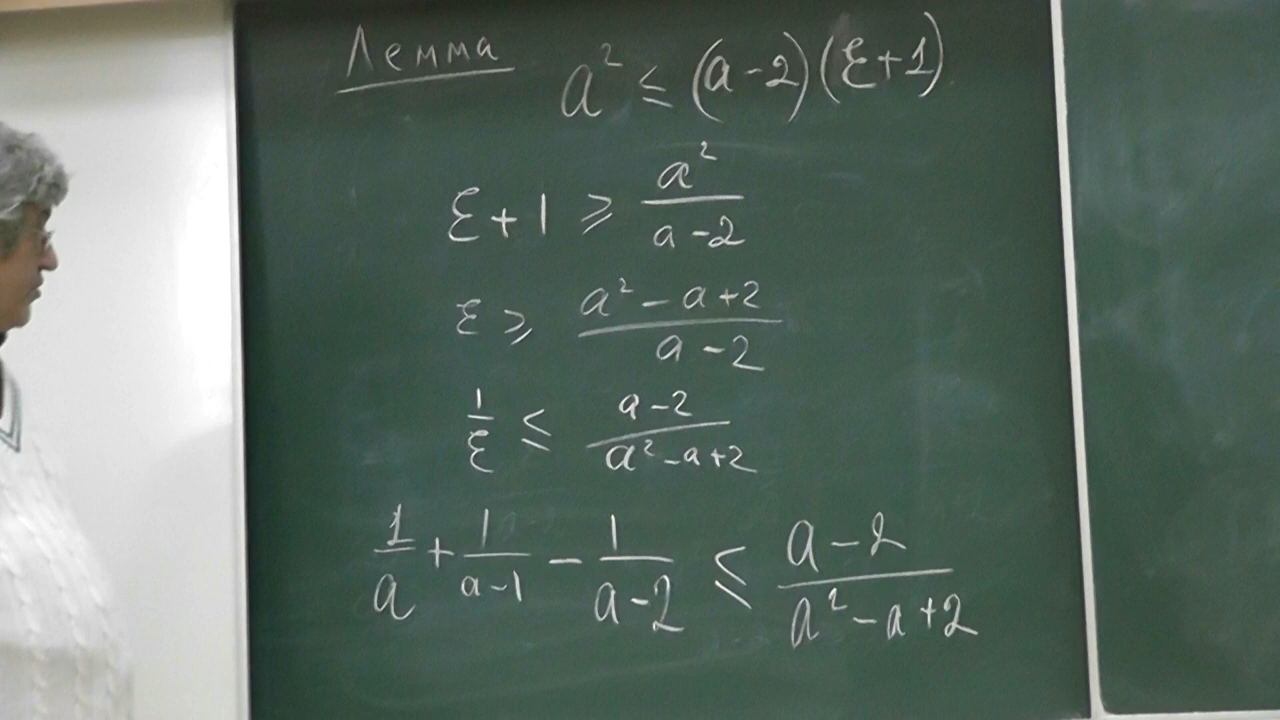 Лемма a² ≤ (a-2)(ε+1)
ε+1 ≥ a²/(a-2)
ε ≥ (a²-a+2)/(a-2)
1/ε ≤ (a-2)/(a²-a+2)
1/a + 1/(a-1) - 1/(a-2) ≤ (a-2)/(a²-a+2)